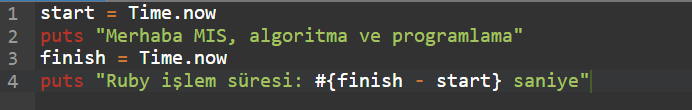 1 start = Time.now
2 puts "Merhaba MIS, algoritma ve programlama"
3 finish = Time.now
4 puts "Ruby işlem süresi: #{finish - start} saniye"